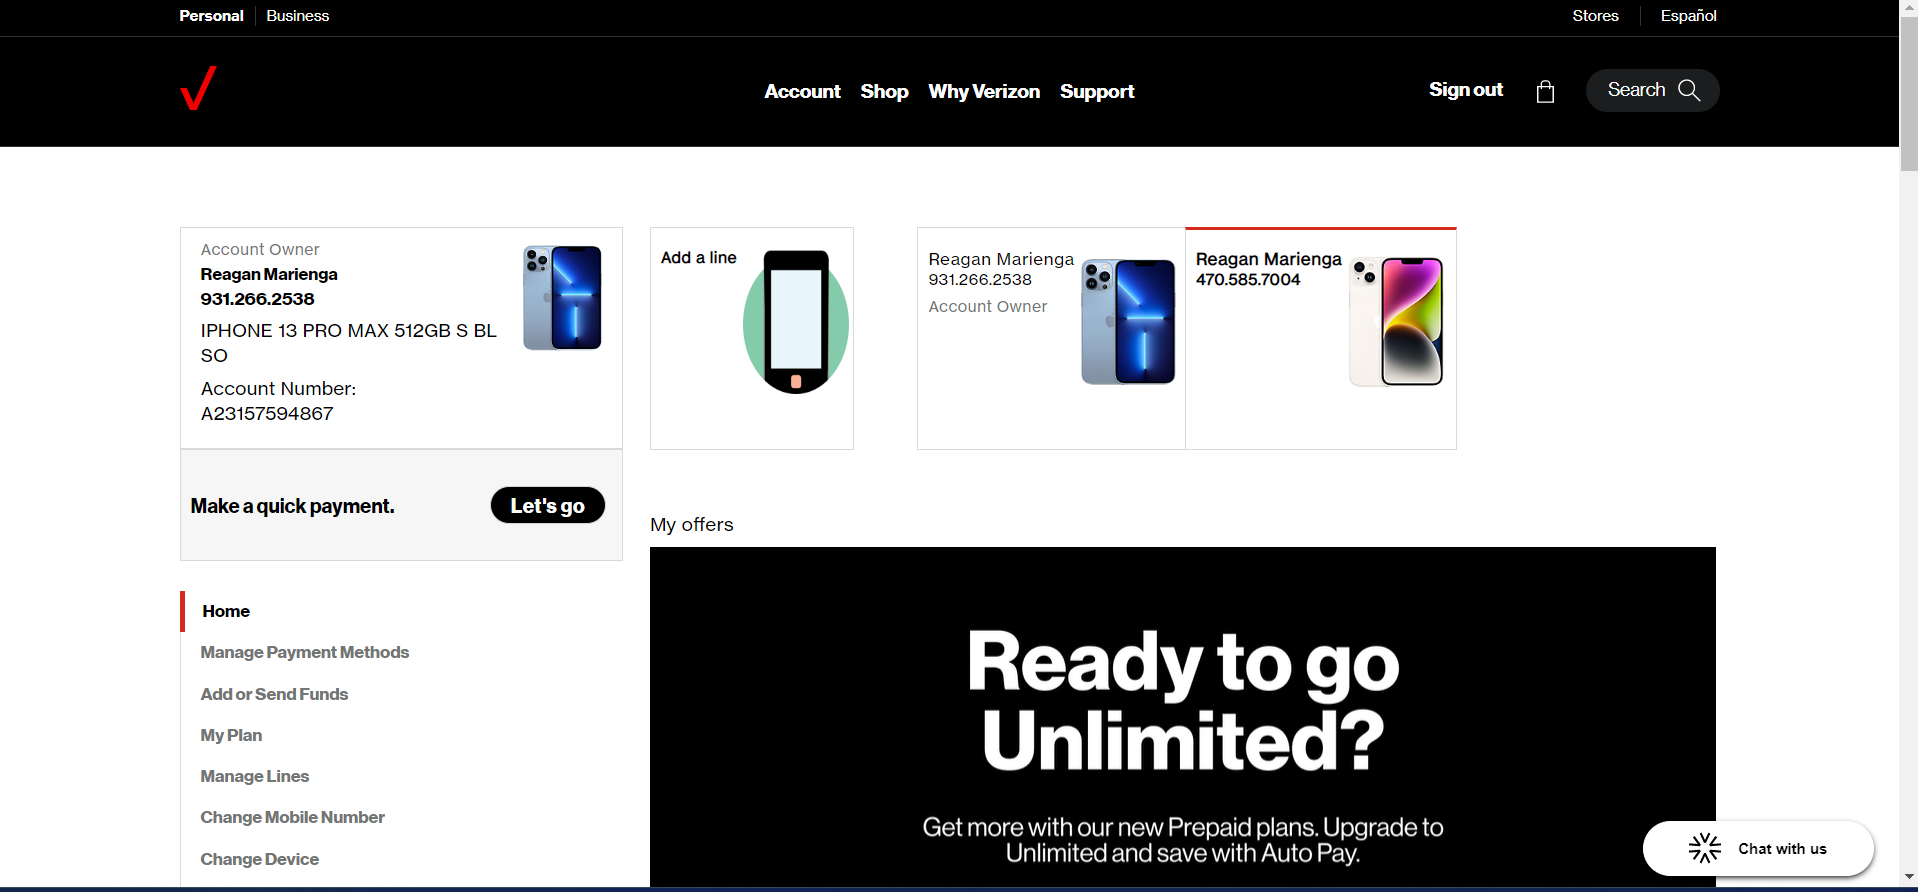 Personal
Business
Stores
Español
Account
Shop
Why Verizon
Support
Sign out
Search
Account Owner
Reagan Marienga
931.266.2538
IPHONE 13 PRO MAX 512GB S BL
SO
Account Number:
A23157594867
Make a quick payment.
Let's go
Home
Manage Payment Methods
Add or Send Funds
My Plan
Manage Lines
Change Mobile Number
Change Device
Add a line
Reagan Marienga
931.266.2538
Account Owner
Reagan Marienga
470.585.7004
My offers
Ready to go
Unlimited?
Get more with our new Prepaid plans. Upgrade to
Unlimited and save with Auto Pay.
Chat with us